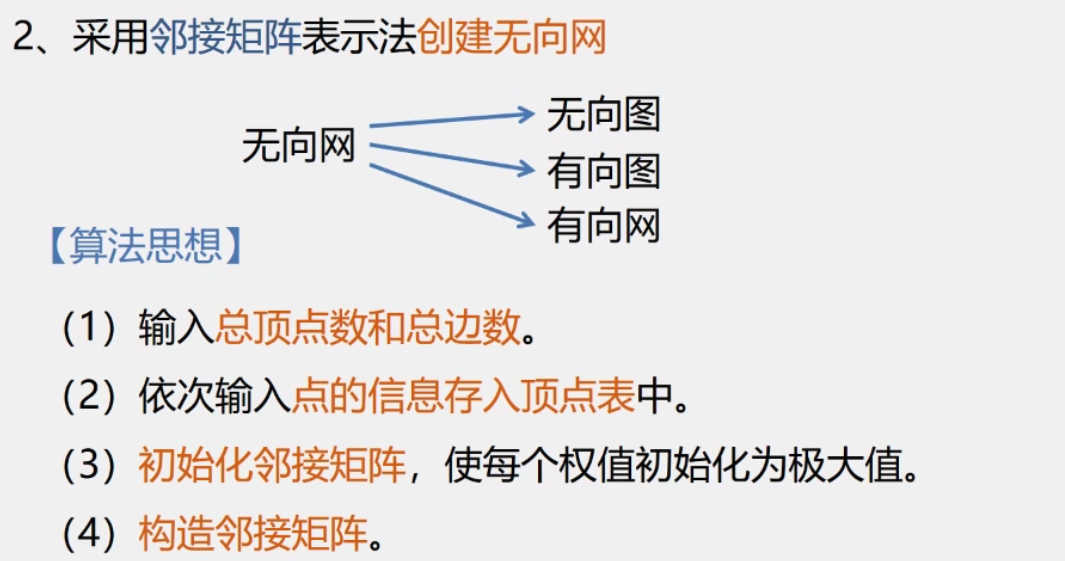 2、采用邻接矩阵表示法创建无向网
无向图
无向网
有向图
有向网
【算法思想】
（1）输入总顶点数和总边数。
（2）依次输入点的信息存入顶点表中。
（3）初始化邻接矩阵，使每个权值初始化为极大值。
（4）构造邻接矩阵。